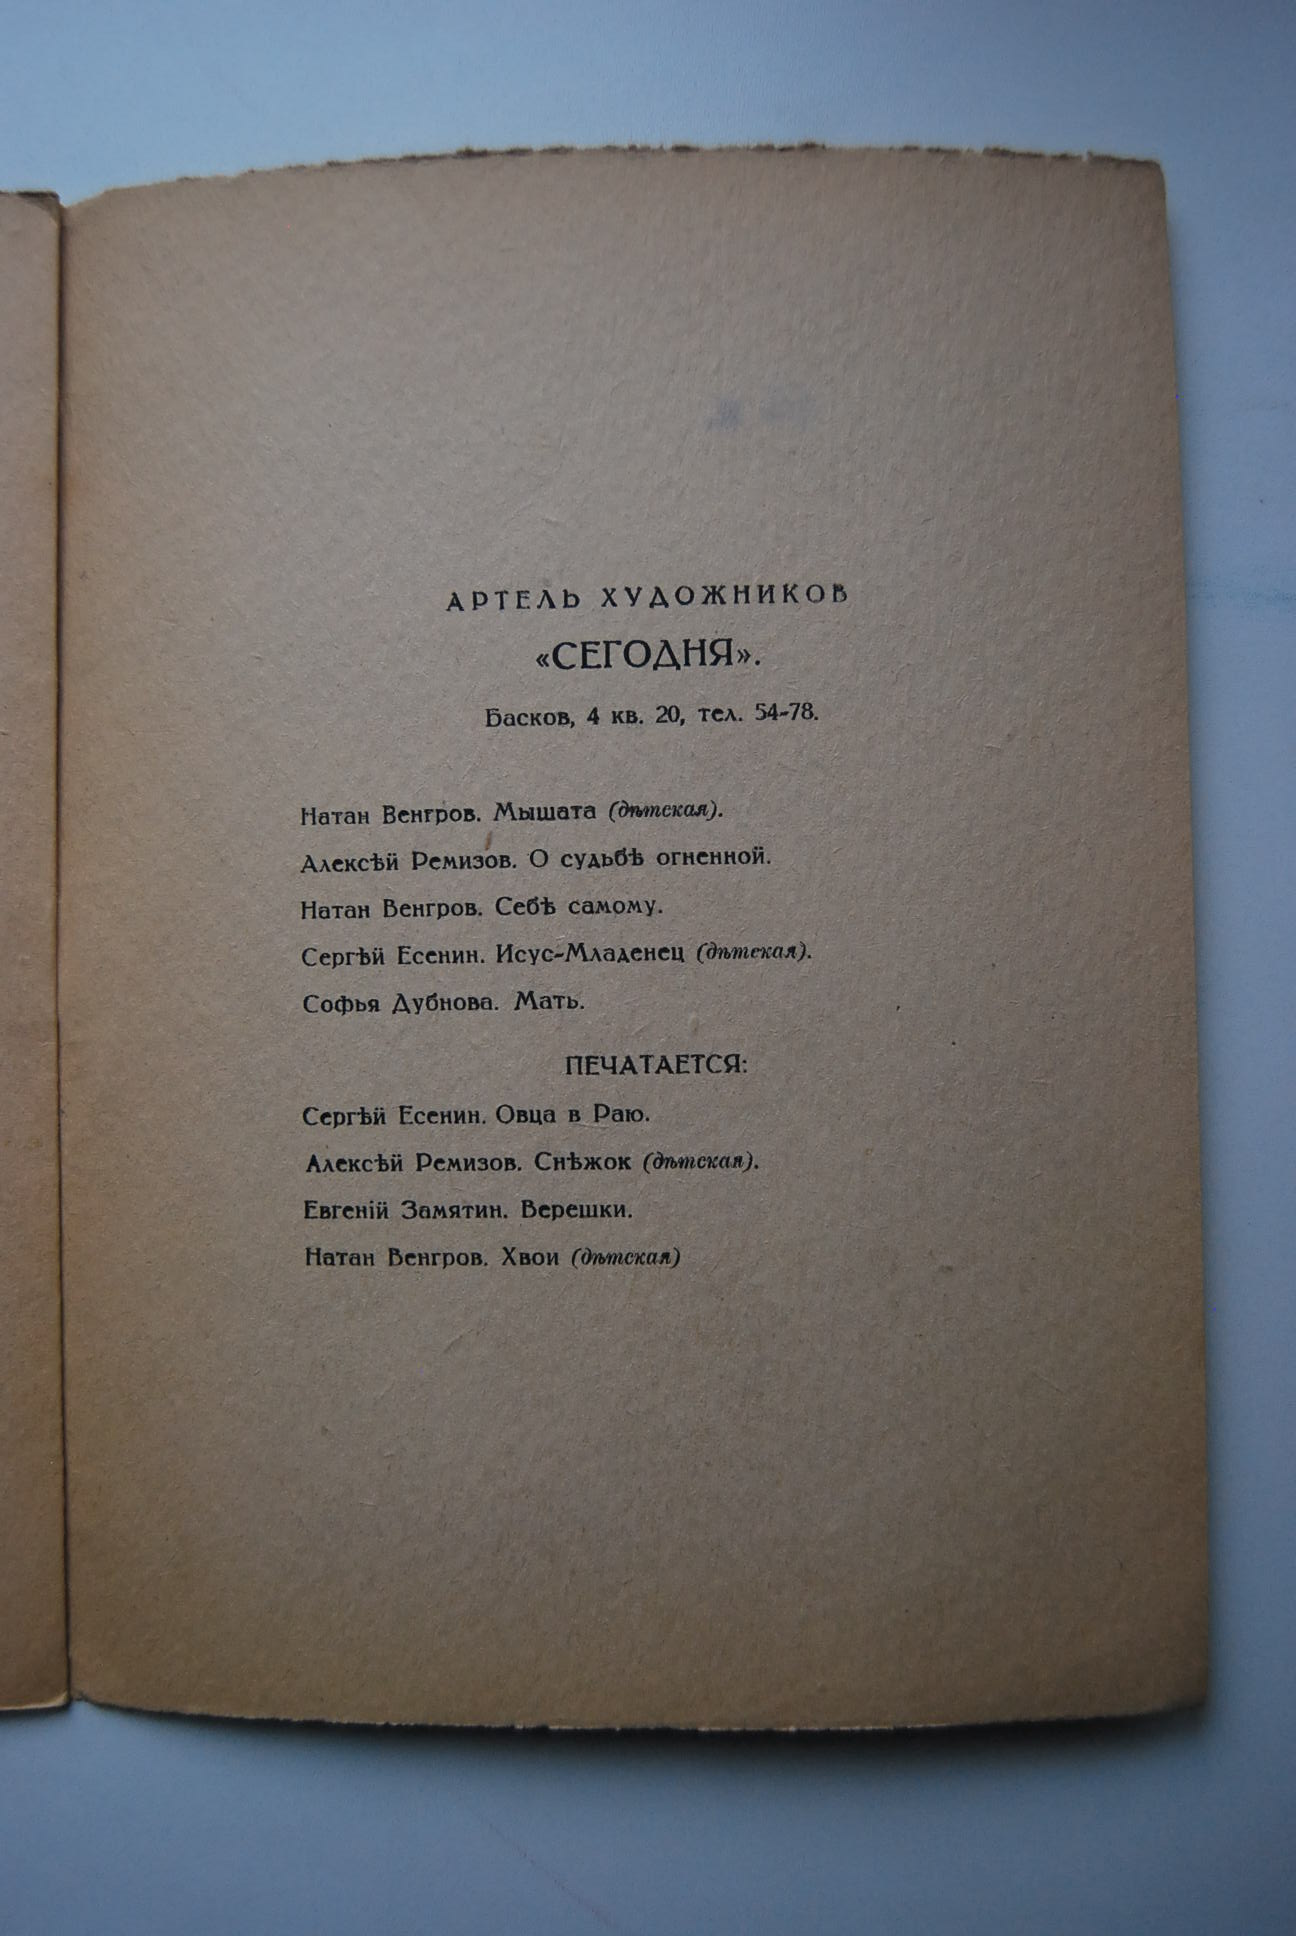 АРТЕЛЬ ХУДОЖНИКОВ
«СЕГОДНЯ».
Басков, 4 кв. 20, тел. 54-78.
Натан Венгров. Мышата (дѣтская).
Алексѣй Ремизов. О судьбѣ огненной.
Натан Венгров. Себѣ самому.
Сергѣй Есенин. Исус-Младенец (дѣтская).
Софья Дубнова. Мать.
ПЕЧАТАЕТСЯ:
Сергѣй Есенин. Овца в Раю.
Алексѣй Ремизов. Снѣжок (дѣтская).
Евгеній Замятин. Верешки.
Натан Венгров. Хвои (дѣтская)